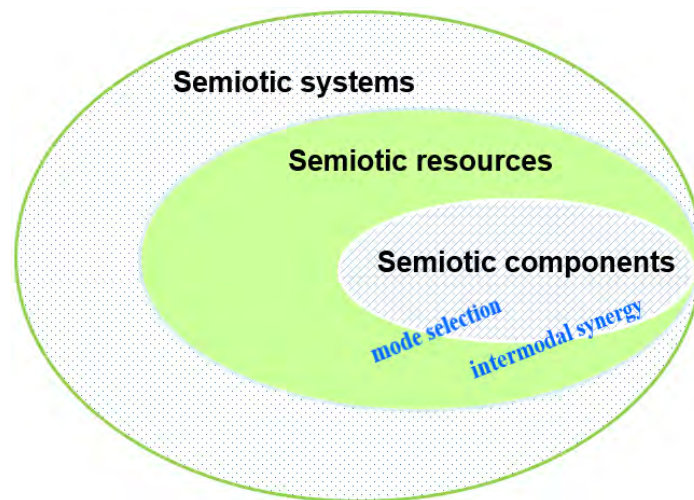 Semiotic systems
Semiotic resources
Semiotic components
mode selection
intermodal synergy